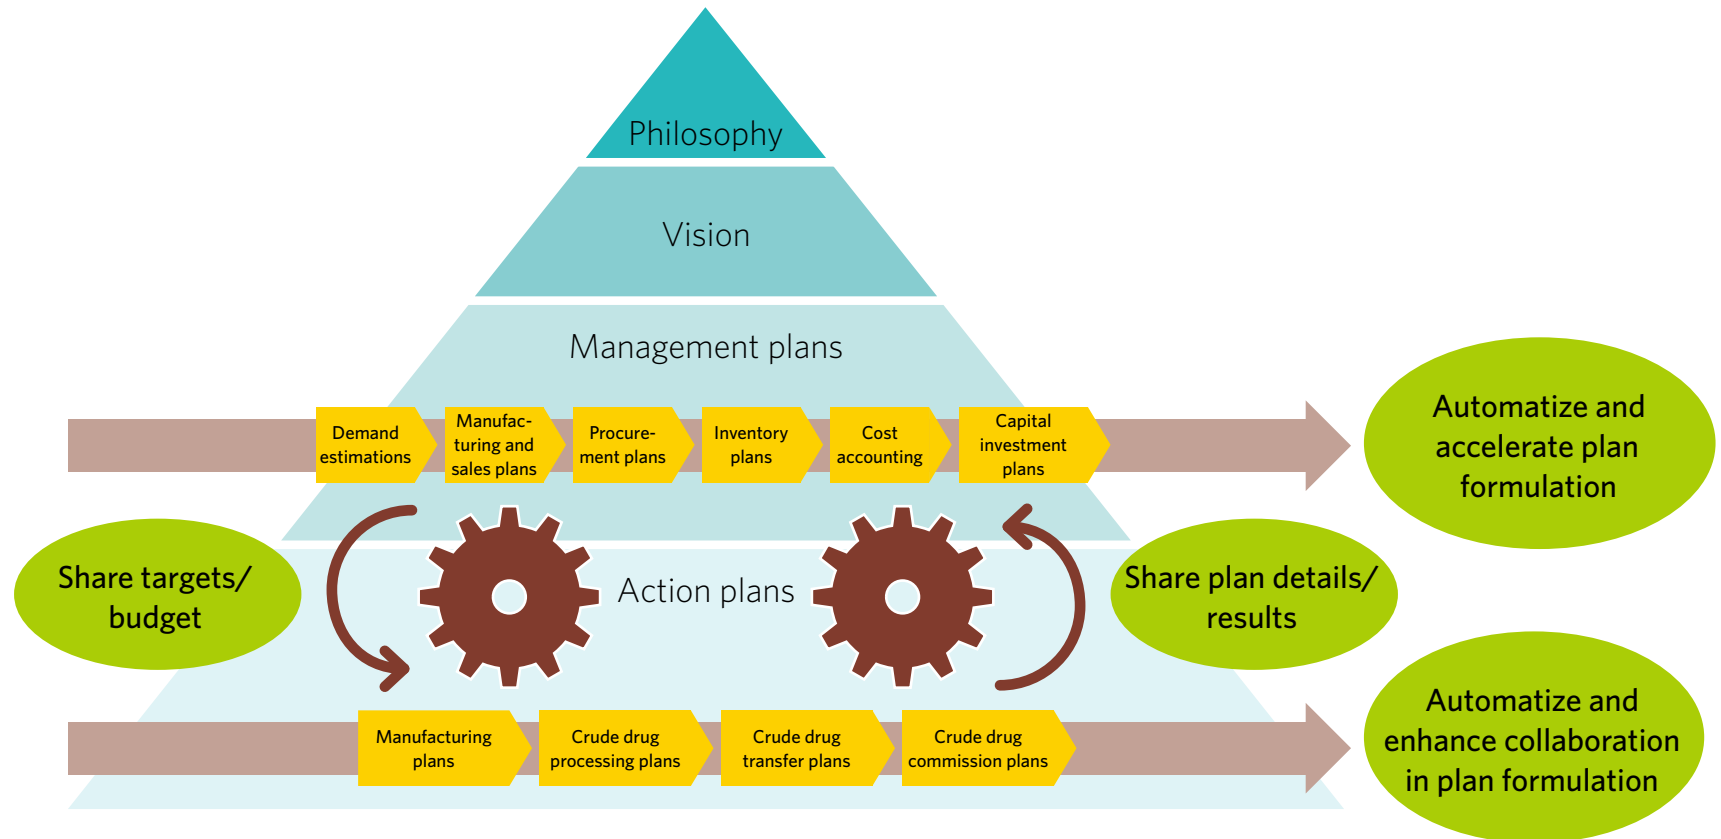 Philosophy
Vision
Management plans
Demand
estimations
Manufac-
turing and
sales plans
Procure-
ment plans
Inventory
plans
Cost
accounting
Capital
investment
plans
Automatize and
accelerate plan
formulation
Share targets/
budget
Action plans
Share plan details/
results
Manufacturing
plans
Crude drug
processing plans
Crude drug
transfer plans
Crude drug
commission plans
Automatize and
enhance collaboration
in plan formulation